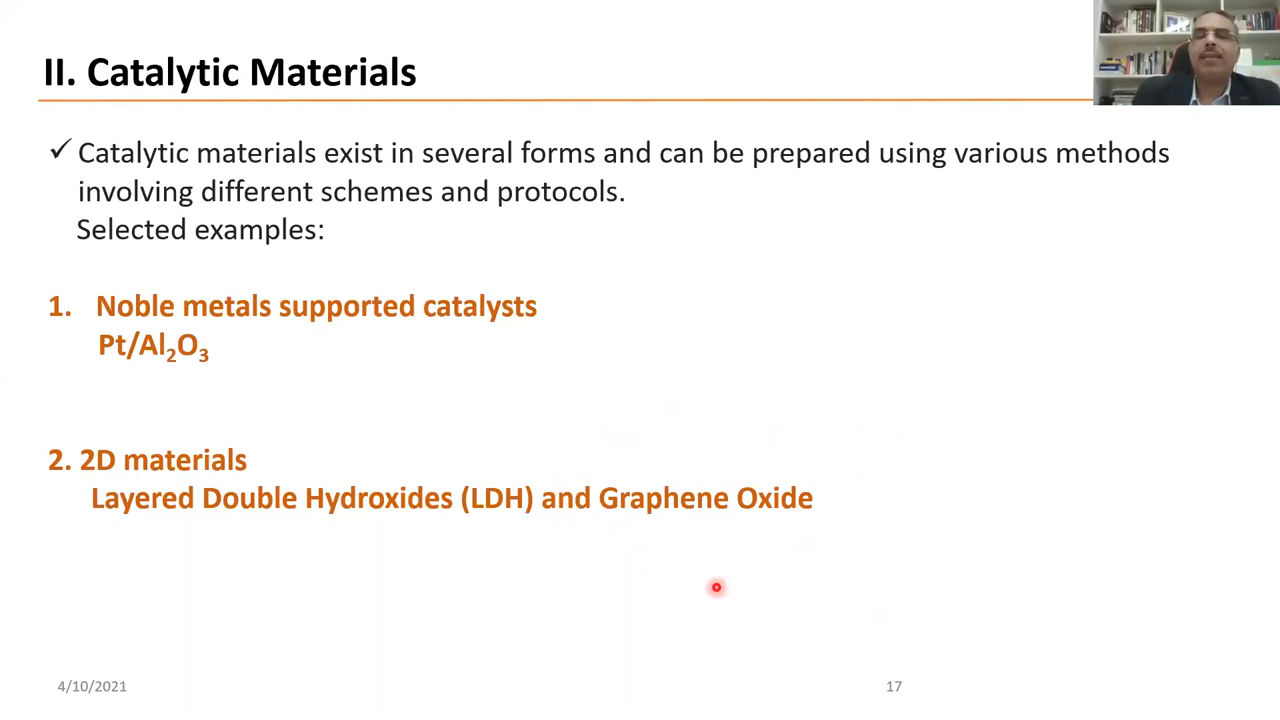 II. Catalytic Materials
✓ Catalytic materials exist in several forms and can be prepared using various methods
involving different schemes and protocols.
Selected examples:
1. Noble metals supported catalysts
Pt/Al₂O₃
2. 2D materials
Layered Double Hydroxides (LDH) and Graphene Oxide
4/10/2021
17